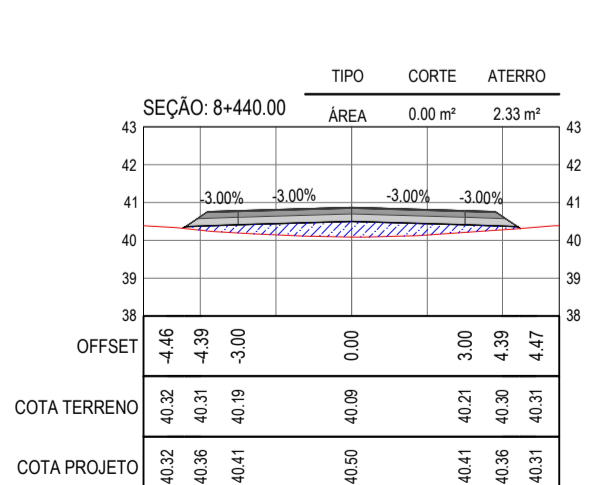 TIPO CORTE ATERRO
SEÇÃO: 8+440.00
ÁREA 0.00 m² 2.33 m²
43 43
42 42
-3.00% -3.00% -3.00% -3.00%
41 41
40 40
39 39
38 38
OFFSET -4.46 -4.39 -3.00 0.00 3.00 4.39 4.47
COTA TERRENO 40.32 40.31 40.19 40.09 40.21 40.30 40.31
COTA PROJETO 40.32 40.36 40.41 40.50 40.41 40.36 40.31